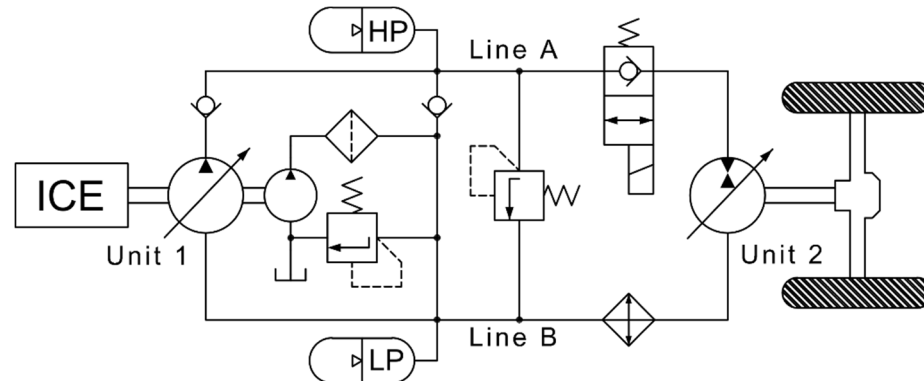 HP
Line A
ICE
Unit 1
Unit 2
Line B
LP